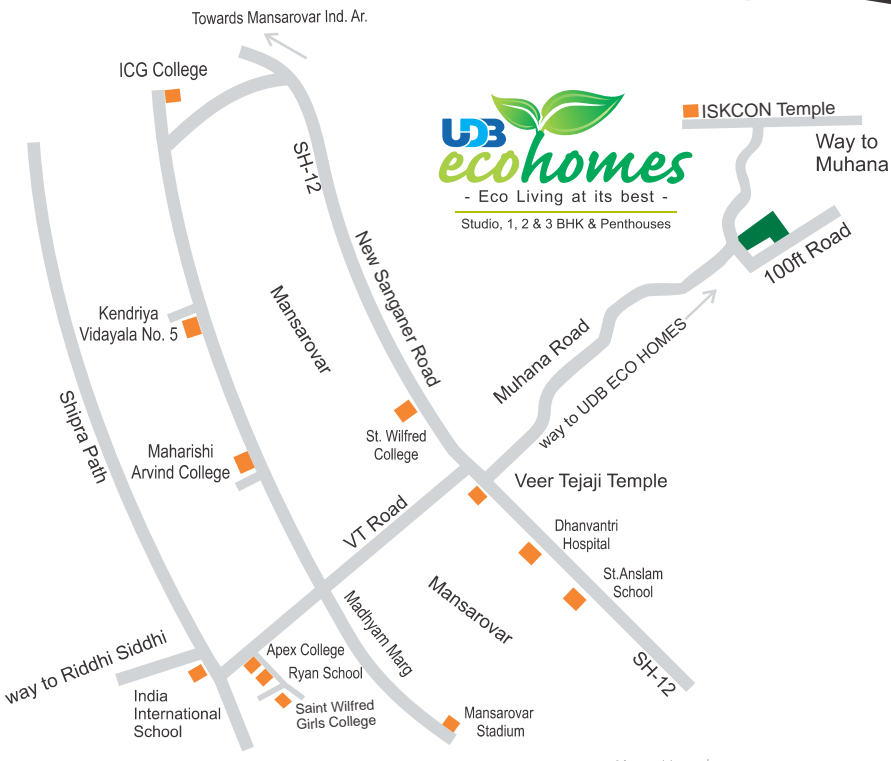 Towards Mansarovar Ind. Ar.
ICG College
SH-12
UDB
ecohomes
- Eco Living at its best -
Studio, 1, 2 & 3 BHK & Penthouses
ISKCON Temple
Way to
Muhana
100ft Road
New Sanganer Road
Mansarovar
Kendriya
Vidayala No. 5
Muhana Road
way to UDB ECO HOMES
Shipra Path
St. Wilfred
College
Maharishi
Arvind College
Veer Tejaji Temple
VT Road
Dhanvantri
Hospital
St.Anslam
School
Mansarovar
Madhyam Marg
SH-12
way to Riddhi Siddhi
Apex College
Ryan School
Saint Wilfred
Girls College
India
International
School
Mansarovar
Stadium